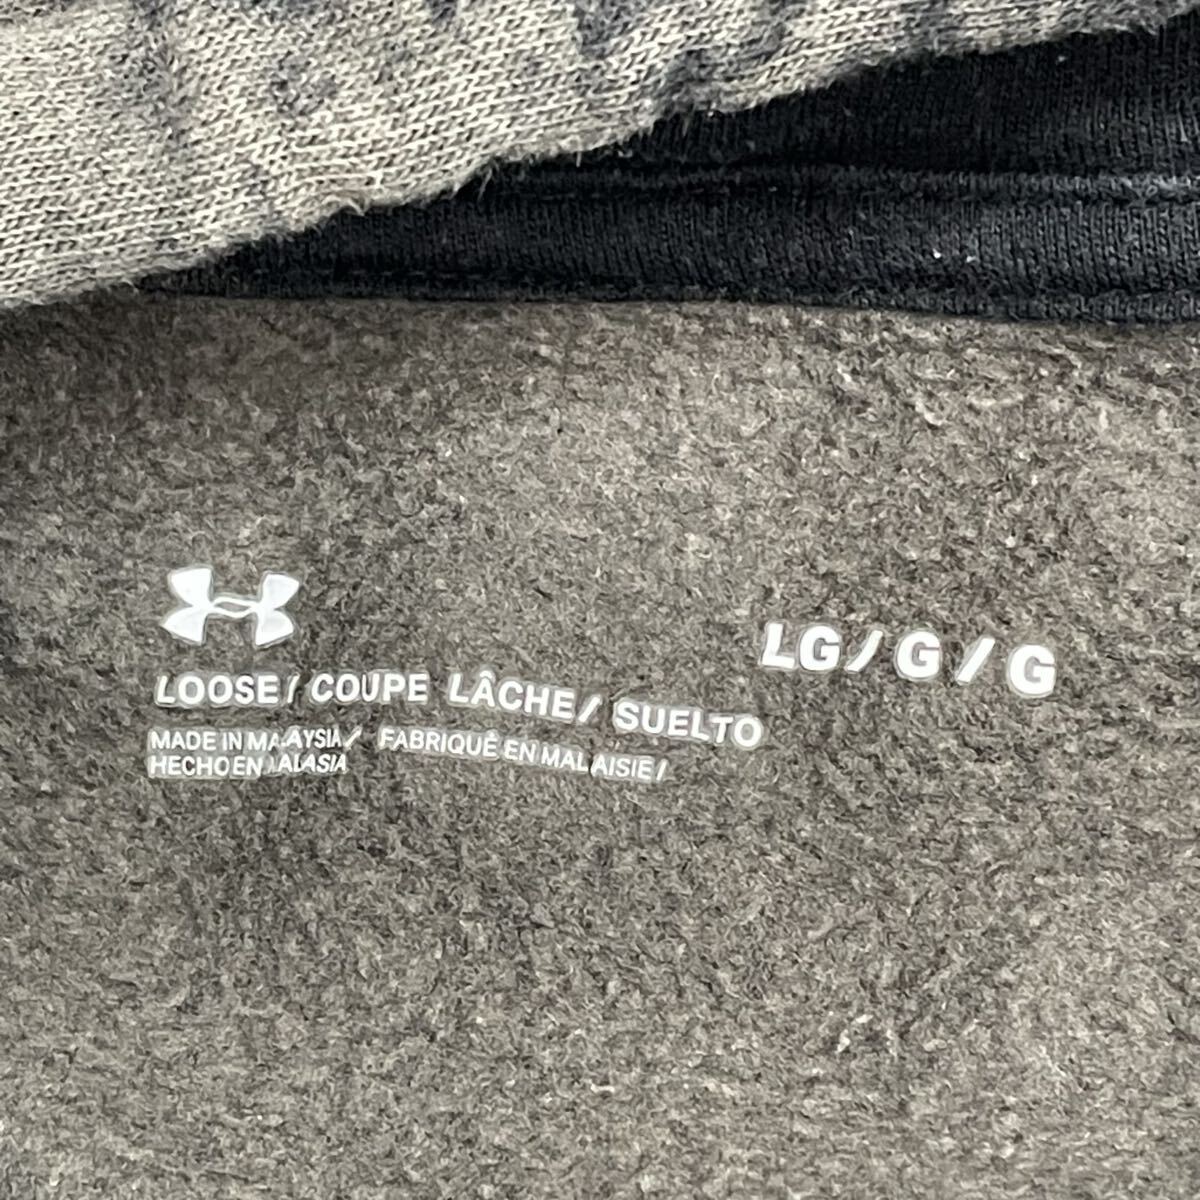 LG / G / G
LOOSE / COUPE LÂCHE / SUELTO
MADE IN MALAYSIA / FABRIQUÉ EN MALAISIE /
HECHO EN MALASIA